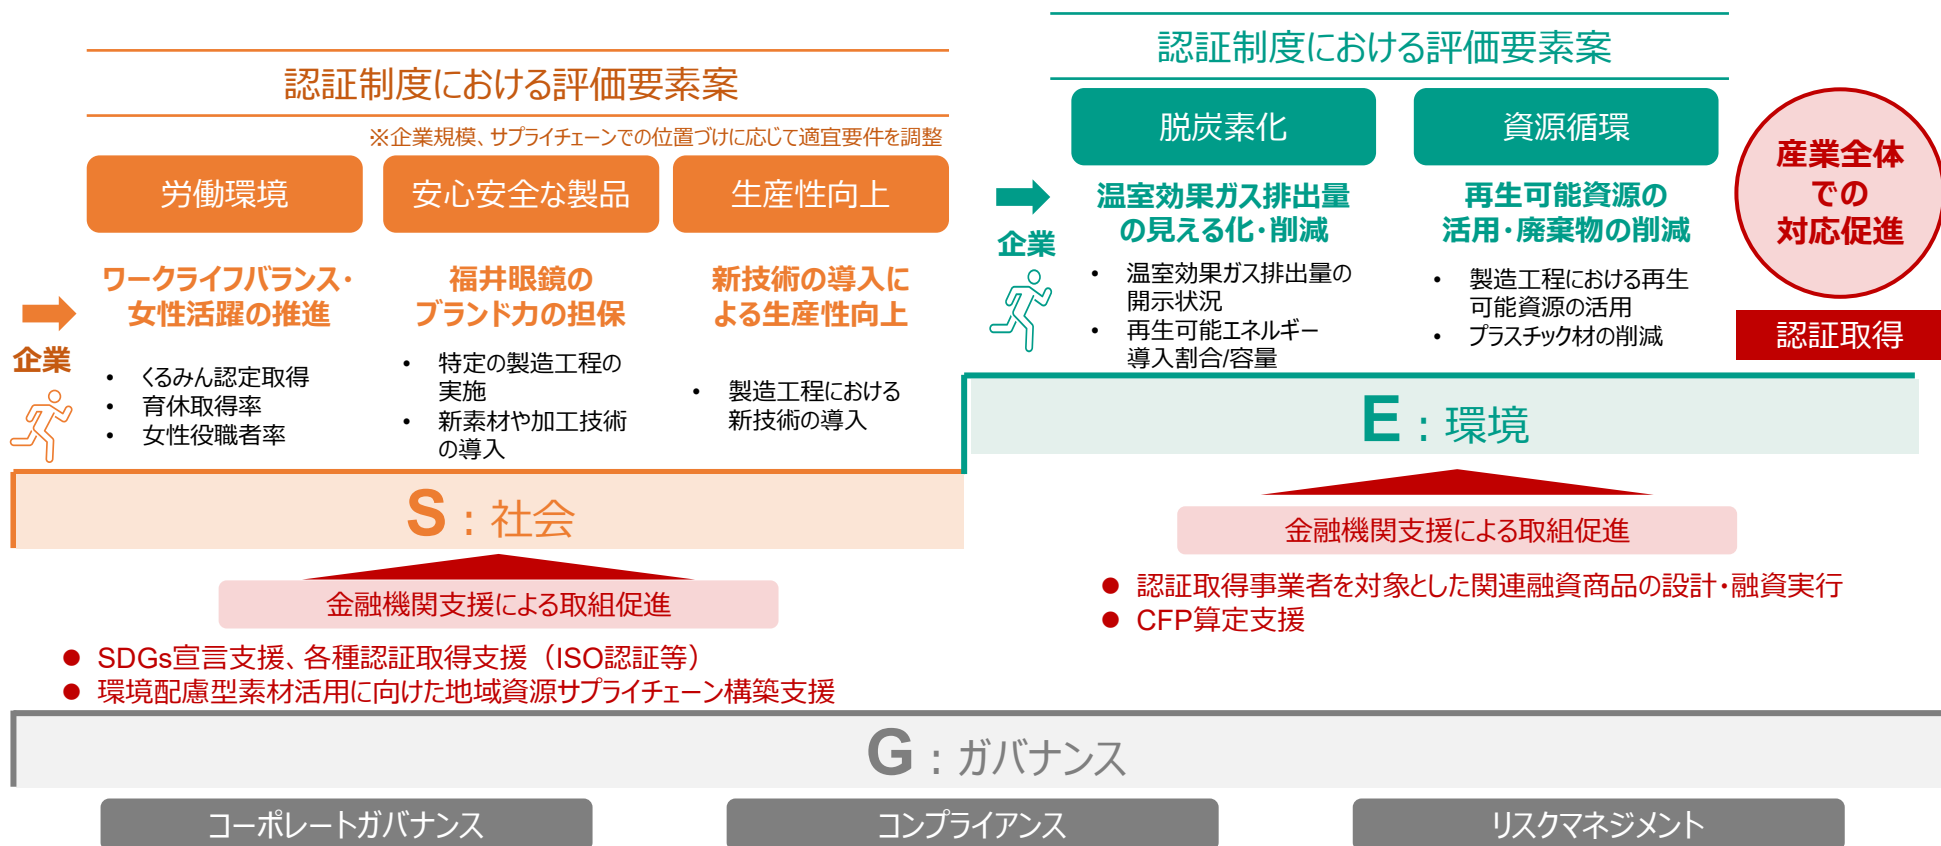 認証制度における評価要素案
※企業規模、サプライチェーンでの位置づけに応じて適宜要件を調整
企業
労働環境
ワークライフバランス・
女性活躍の推進
• くるみん認定取得
• 育休取得率
• 女性役職者率
安心安全な製品
福井眼鏡の
ブランド力の担保
• 特定の製造工程の
実施
• 新素材や加工技術
の導入
生産性向上
新技術の導入に
よる生産性向上
• 製造工程における
新技術の導入
S：社会
金融機関支援による取組促進
● SDGs宣言支援、各種認証取得支援（ISO認証等）
● 環境配慮型素材活用に向けた地域資源サプライチェーン構築支援
認証制度における評価要素案
企業
脱炭素化
温室効果ガス排出量
の見える化・削減
• 温室効果ガス排出量の
開示状況
• 再生可能エネルギー
導入割合/容量
資源循環
再生可能資源の
活用・廃棄物の削減
• 製造工程における再生
可能資源の活用
• プラスチック材の削減
産業全体
での
対応促進
認証取得
E：環境
金融機関支援による取組促進
● 認証取得事業者を対象とした関連融資商品の設計・融資実行
● CFP算定支援
G：ガバナンス
コーポレートガバナンス
コンプライアンス
リスクマネジメント